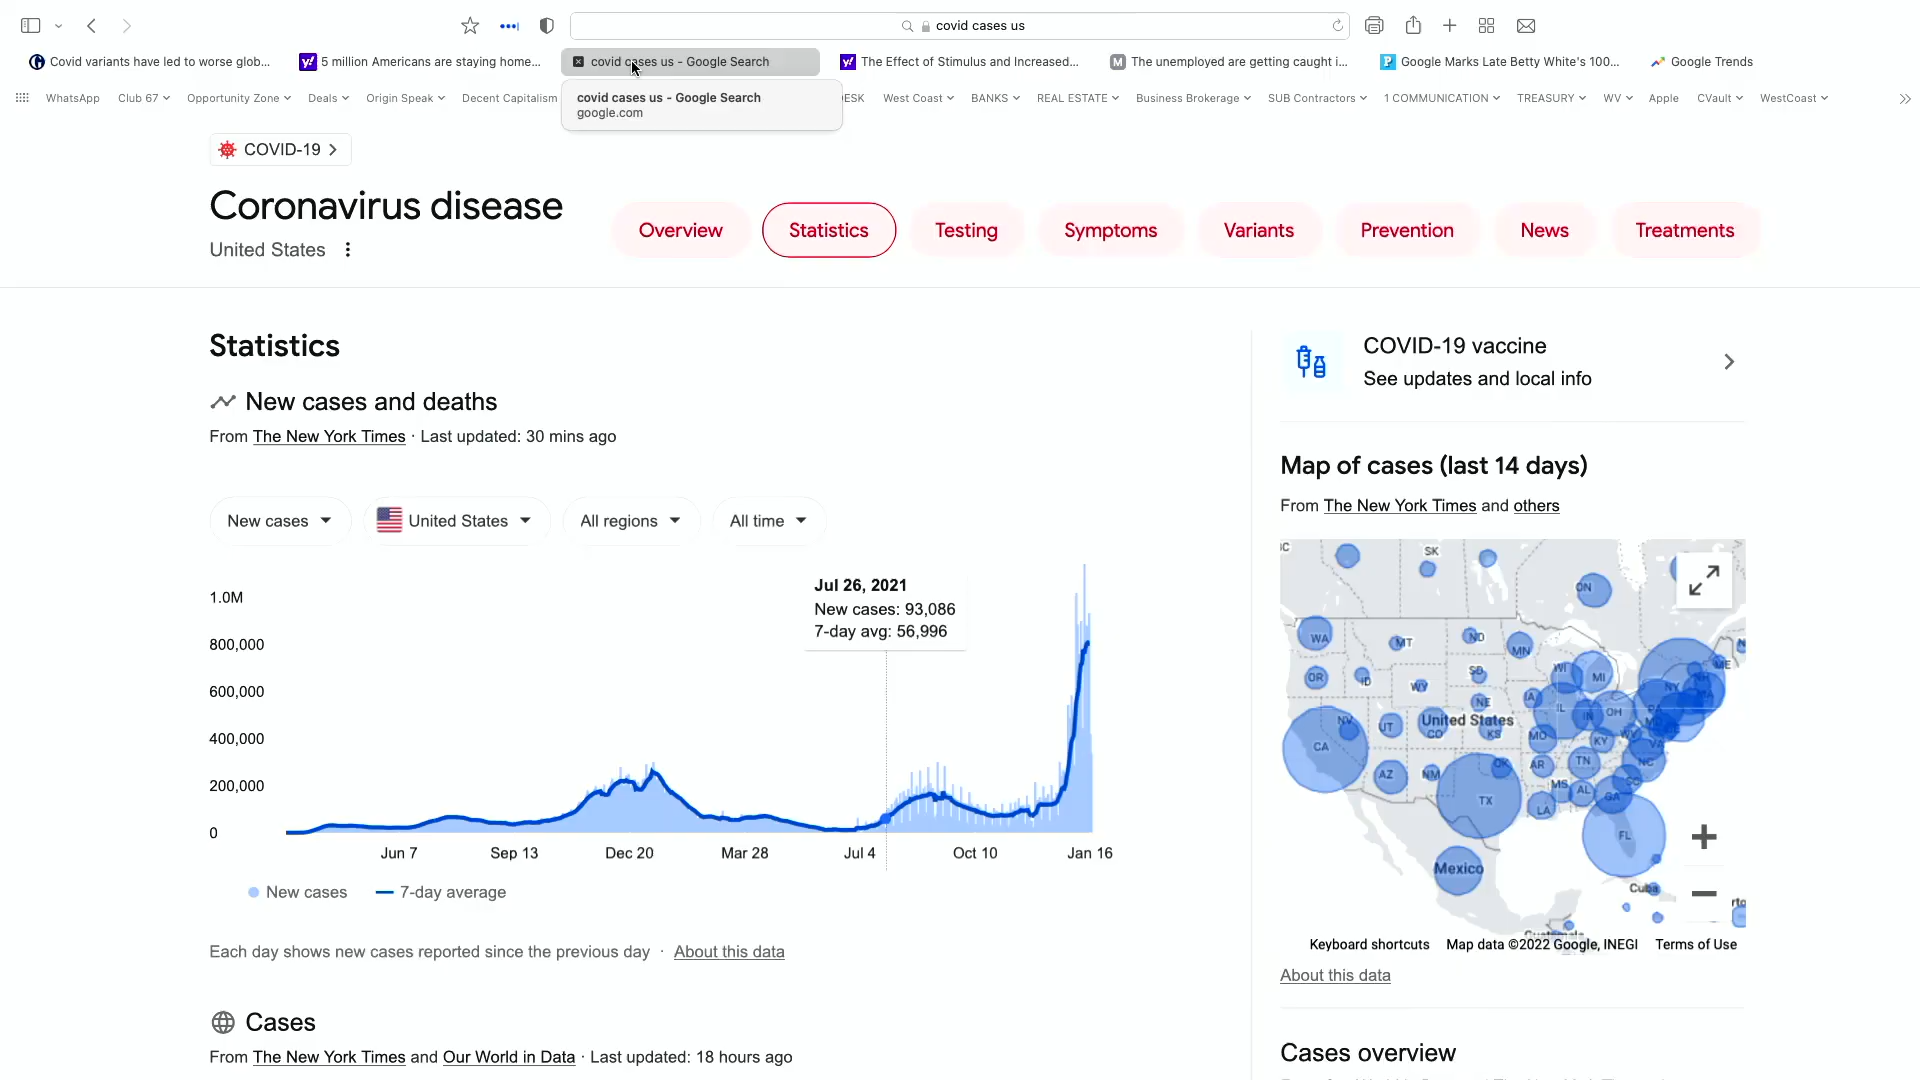 covid cases us
Covid variants have led to worse glob...
5 million Americans are staying home...
covid cases us - Google Search
The Effect of Stimulus and Increased...
The unemployed are getting caught i...
Google Marks Late Betty White's 100...
Google Trends
WhatsApp
Club 67
Opportunity Zone
Deals
Origin Speak
Decent Capitalism
West Coast
BANKS
REAL ESTATE
Business Brokerage
SUB Contractors
1 COMMUNICATION
TREASURY
WV
Apple
CVault
WestCoast
covid cases us - Google Search
google.com
COVID-19
Coronavirus disease
United States
Overview
Statistics
Testing
Symptoms
Variants
Prevention
News
Treatments
Statistics
New cases and deaths
From The New York Times · Last updated: 30 mins ago
New cases
United States
All regions
All time
Jul 26, 2021
New cases: 93,086
7-day avg: 56,996
1.0M
800,000
600,000
400,000
200,000
0
Jun 7
Sep 13
Dec 20
Mar 28
Jul 4
Oct 10
Jan 16
New cases
7-day average
Each day shows new cases reported since the previous day · About this data
Cases
From The New York Times and Our World in Data · Last updated: 18 hours ago
COVID-19 vaccine
See updates and local info
Map of cases (last 14 days)
From The New York Times and others
SK
ON
WA
MT
ND
MN
ME
OR
ID
SD
WI
MI
WY
NY
NE
IA
IL
IN
OH
PA
NV
UT
United States
CO
KS
MO
KY
WV
VA
CA
AZ
NM
OK
AR
TN
NC
SC
MS
AL
GA
TX
LA
FL
Mexico
Cuba
Guatemala
Keyboard shortcuts
Map data ©2022 Google, INEGI
Terms of Use
About this data
Cases overview